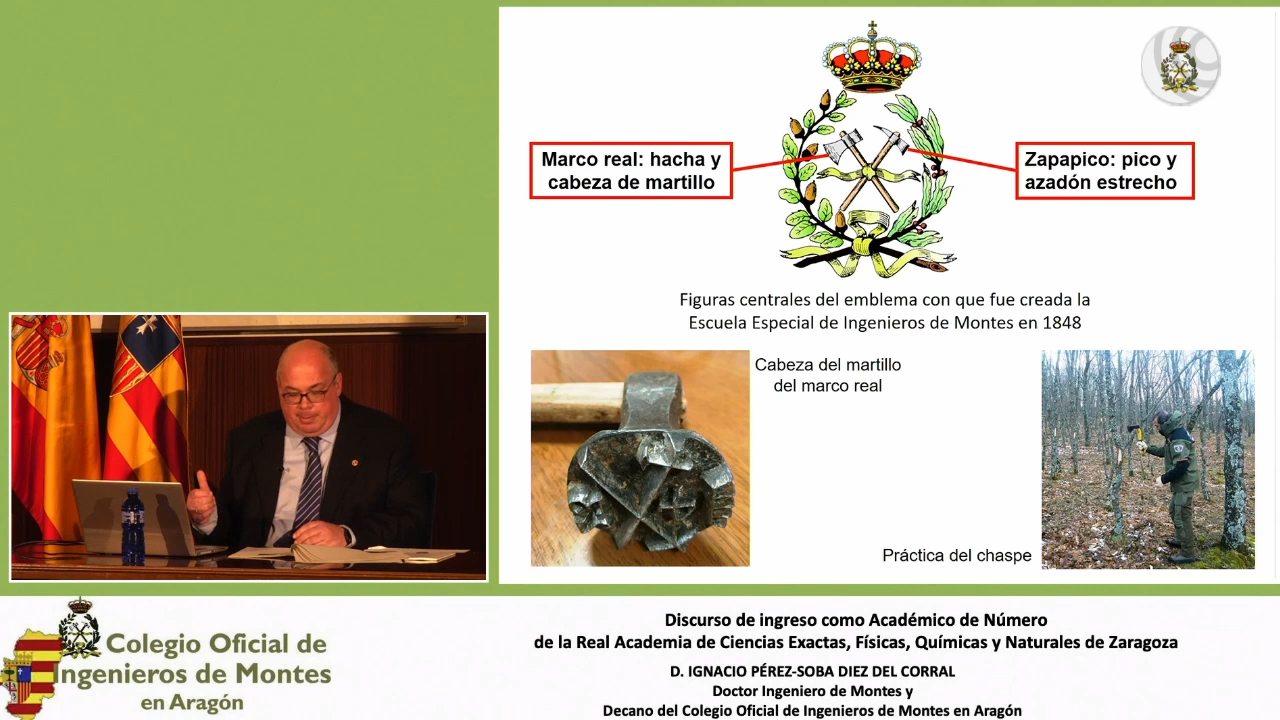 Marco real: hacha y
cabeza de martillo
Zapapico: pico y
azadón estrecho
Figuras centrales del emblema con que fue creada la
Escuela Especial de Ingenieros de Montes en 1848
Cabeza del martillo
del marco real
Práctica del chaspe
Colegio Oficial de
Ingenieros de Montes
en Aragón
Discurso de ingreso como Académico de Número
de la Real Academia de Ciencias Exactas, Físicas, Químicas y Naturales de Zaragoza
D. IGNACIO PÉREZ-SOBA DIEZ DEL CORRAL
Doctor Ingeniero de Montes y
Decano del Colegio Oficial de Ingenieros de Montes en Aragón